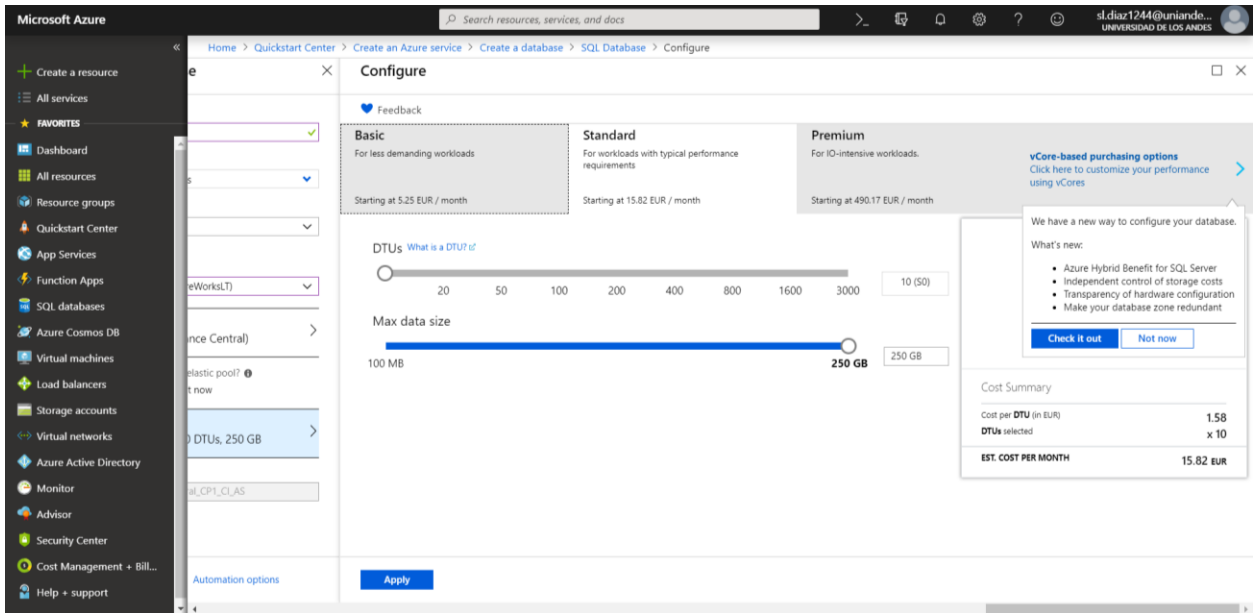 Microsoft Azure
Search resources, services, and docs
sl.diaz1244@uniande...
UNIVERSIDAD DE LOS ANDES
Home > Quickstart Center > Create an Azure service > Create a database > SQL Database > Configure
Create a resource
All services
FAVORITES
Dashboard
All resources
Resource groups
Quickstart Center
App Services
Function Apps
SQL databases
Azure Cosmos DB
Virtual machines
Load balancers
Storage accounts
Virtual networks
Azure Active Directory
Monitor
Advisor
Security Center
Cost Management + Bill...
Help + support
e
s
eWorksLT)
nce Central)
elastic pool?
t now
0 DTUs, 250 GB
al_CP1_CI_AS
Automation options
Configure
Feedback
Basic
For less demanding workloads
Starting at 5.25 EUR / month
Standard
For workloads with typical performance
requirements
Starting at 15.82 EUR / month
Premium
For IO-intensive workloads.
Starting at 490.17 EUR / month
vCore-based purchasing options
Click here to customize your performance
using vCores
We have a new way to configure your database.
What's new:
• Azure Hybrid Benefit for SQL Server
• Independent control of storage costs
• Transparency of hardware configuration
• Make your database zone redundant
Check it out
Not now
DTUs What is a DTU?
20 50 100 200 400 800 1600 3000
10 (S0)
Max data size
100 MB
250 GB
250 GB
Cost Summary
Cost per DTU (in EUR) 1.58
DTUs selected x 10
EST. COST PER MONTH 15.82 EUR
Apply